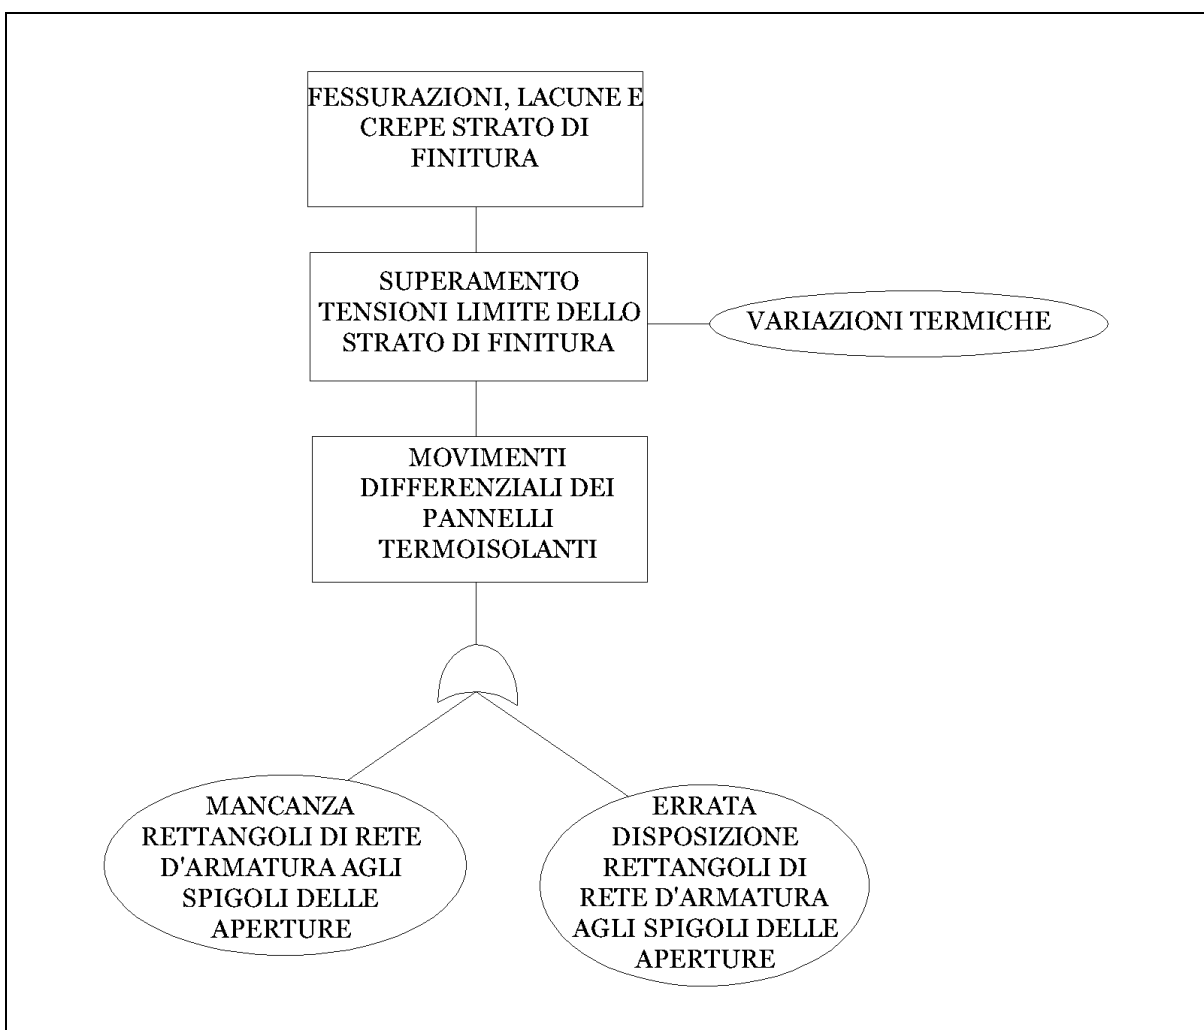 FESSURAZIONI, LACUNE E
CREPE STRATO DI
FINITURA
SUPERAMENTO
TENSIONI LIMITE DELLO
STRATO DI FINITURA
VARIAZIONI TERMICHE
MOVIMENTI
DIFFERENZIALI DEI
PANNELLI
TERMOISOLANTI
MANCANZA
RETTANGOLI DI RETE
D'ARMATURA AGLI
SPIGOLI DELLE
APERTURE
ERRATA
DISPOSIZIONE
RETTANGOLI DI
RETE D'ARMATURA
AGLI SPIGOLI DELLE
APERTURE